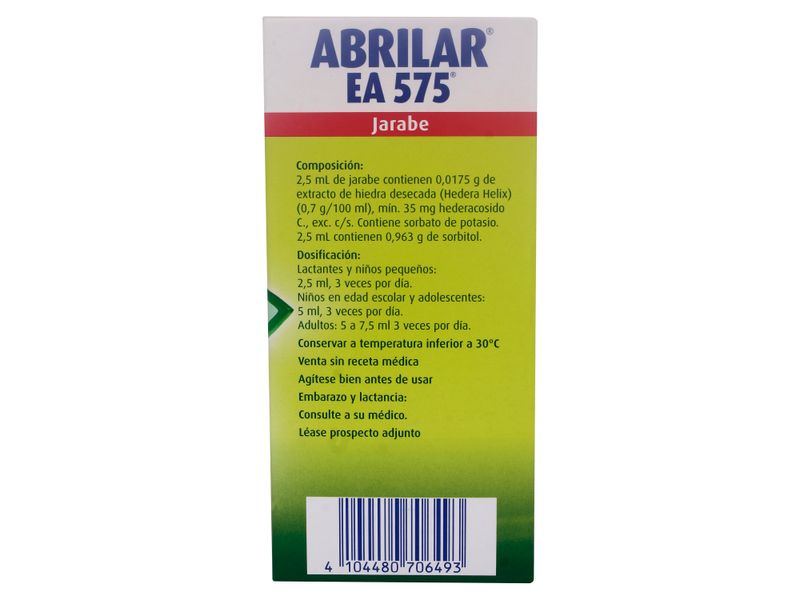 ABRILAR®
EA 575®
Jarabe
Composición:
2,5 mL de jarabe contienen 0,0175 g de
extracto de hiedra desecada (Hedera Helix)
(0,7 g/100 ml), mín. 35 mg hederacosido
C., exc. c/s. Contiene sorbato de potasio.
2,5 mL contienen 0,963 g de sorbitol.
Dosificación:
Lactantes y niños pequeños:
2,5 ml, 3 veces por día.
Niños en edad escolar y adolescentes:
5 ml, 3 veces por día.
Adultos: 5 a 7,5 ml 3 veces por día.
Conservar a temperatura inferior a 30°C
Venta sin receta médica
Agítese bien antes de usar
Embarazo y lactancia:
Consulte a su médico.
Léase prospecto adjunto
4 104480 706493